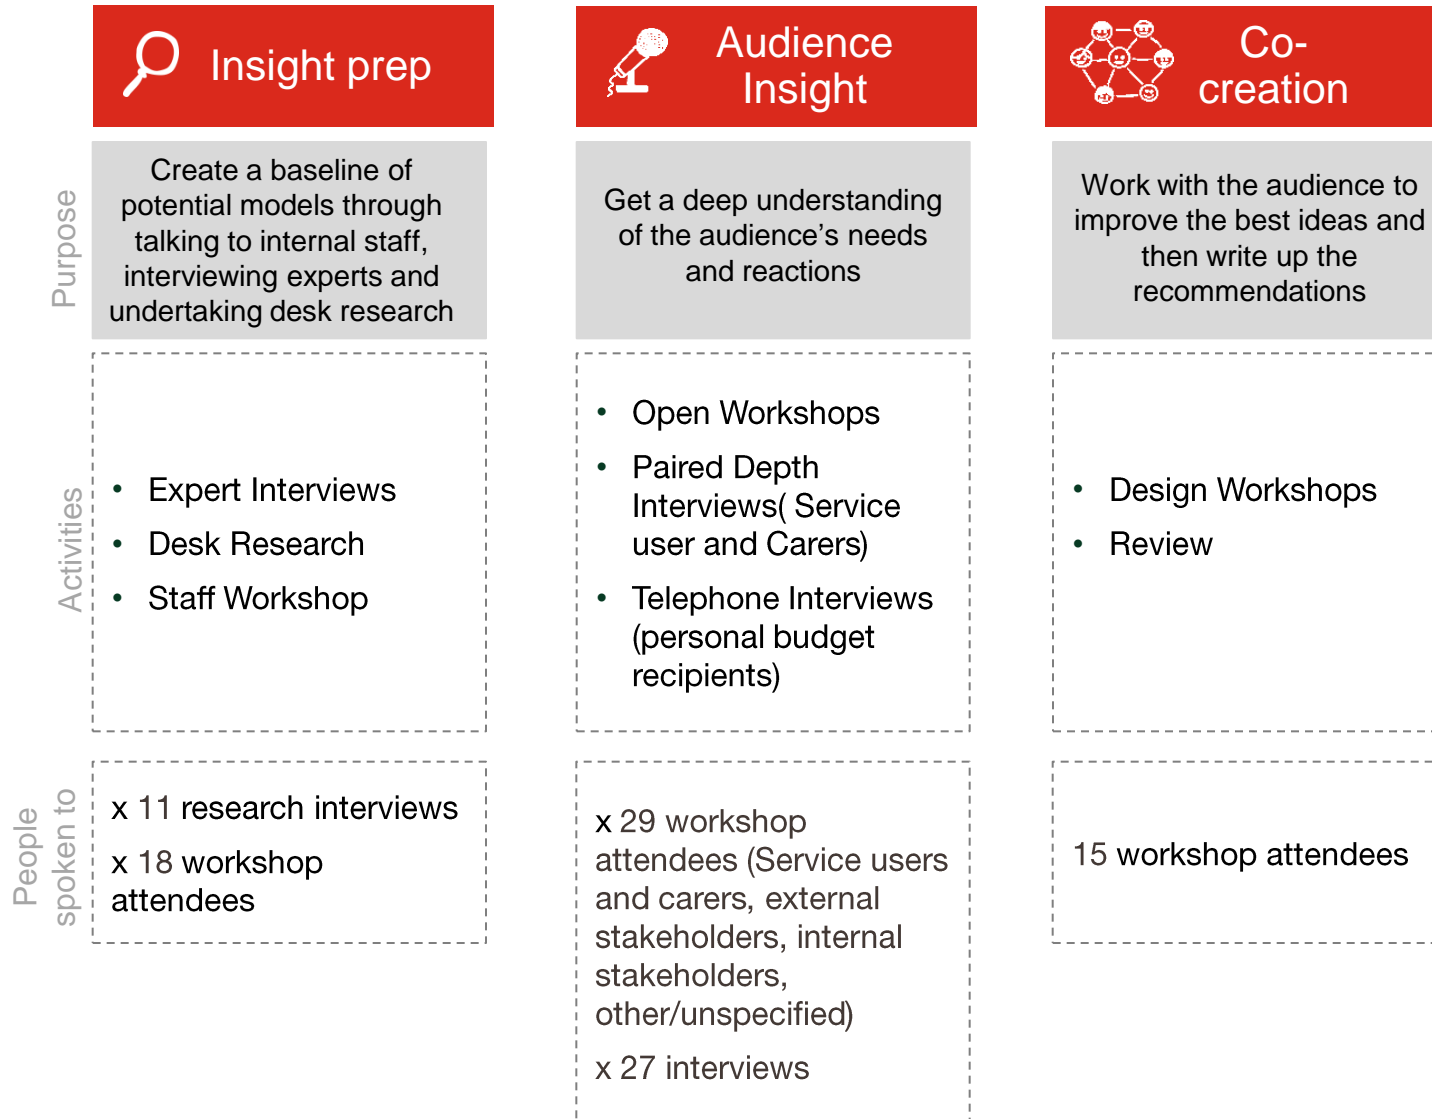 Insight prep
Audience
Insight
Co-
creation
Purpose
Create a baseline of
potential models through
talking to internal staff,
interviewing experts and
undertaking desk research
Get a deep understanding
of the audience's needs
and reactions
Work with the audience to
improve the best ideas and
then write up the
recommendations
Activities
• Expert Interviews
• Desk Research
• Staff Workshop
• Open Workshops
• Paired Depth
Interviews( Service
user and Carers)
• Telephone Interviews
(personal budget
recipients)
• Design Workshops
• Review
People
spoken to
x 11 research interviews
x 18 workshop
attendees
x 29 workshop
attendees (Service users
and carers, external
stakeholders, internal
stakeholders,
other/unspecified)
x 27 interviews
15 workshop attendees